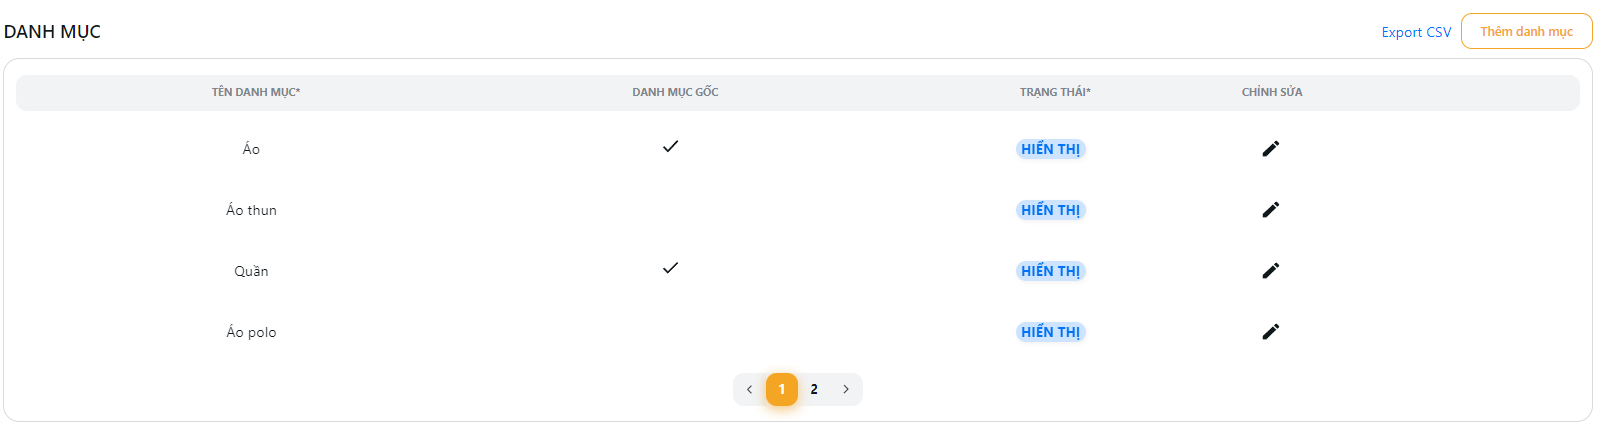 DANH MỤC
Export CSV
Thêm danh mục
TÊN DANH MỤC* DANH MỤC GỐC TRẠNG THÁI* CHỈNH SỬA
Áo HIỂN THỊ
Áo thun HIỂN THỊ
Quần HIỂN THỊ
Áo polo HIỂN THỊ
‹ 1 2 ›